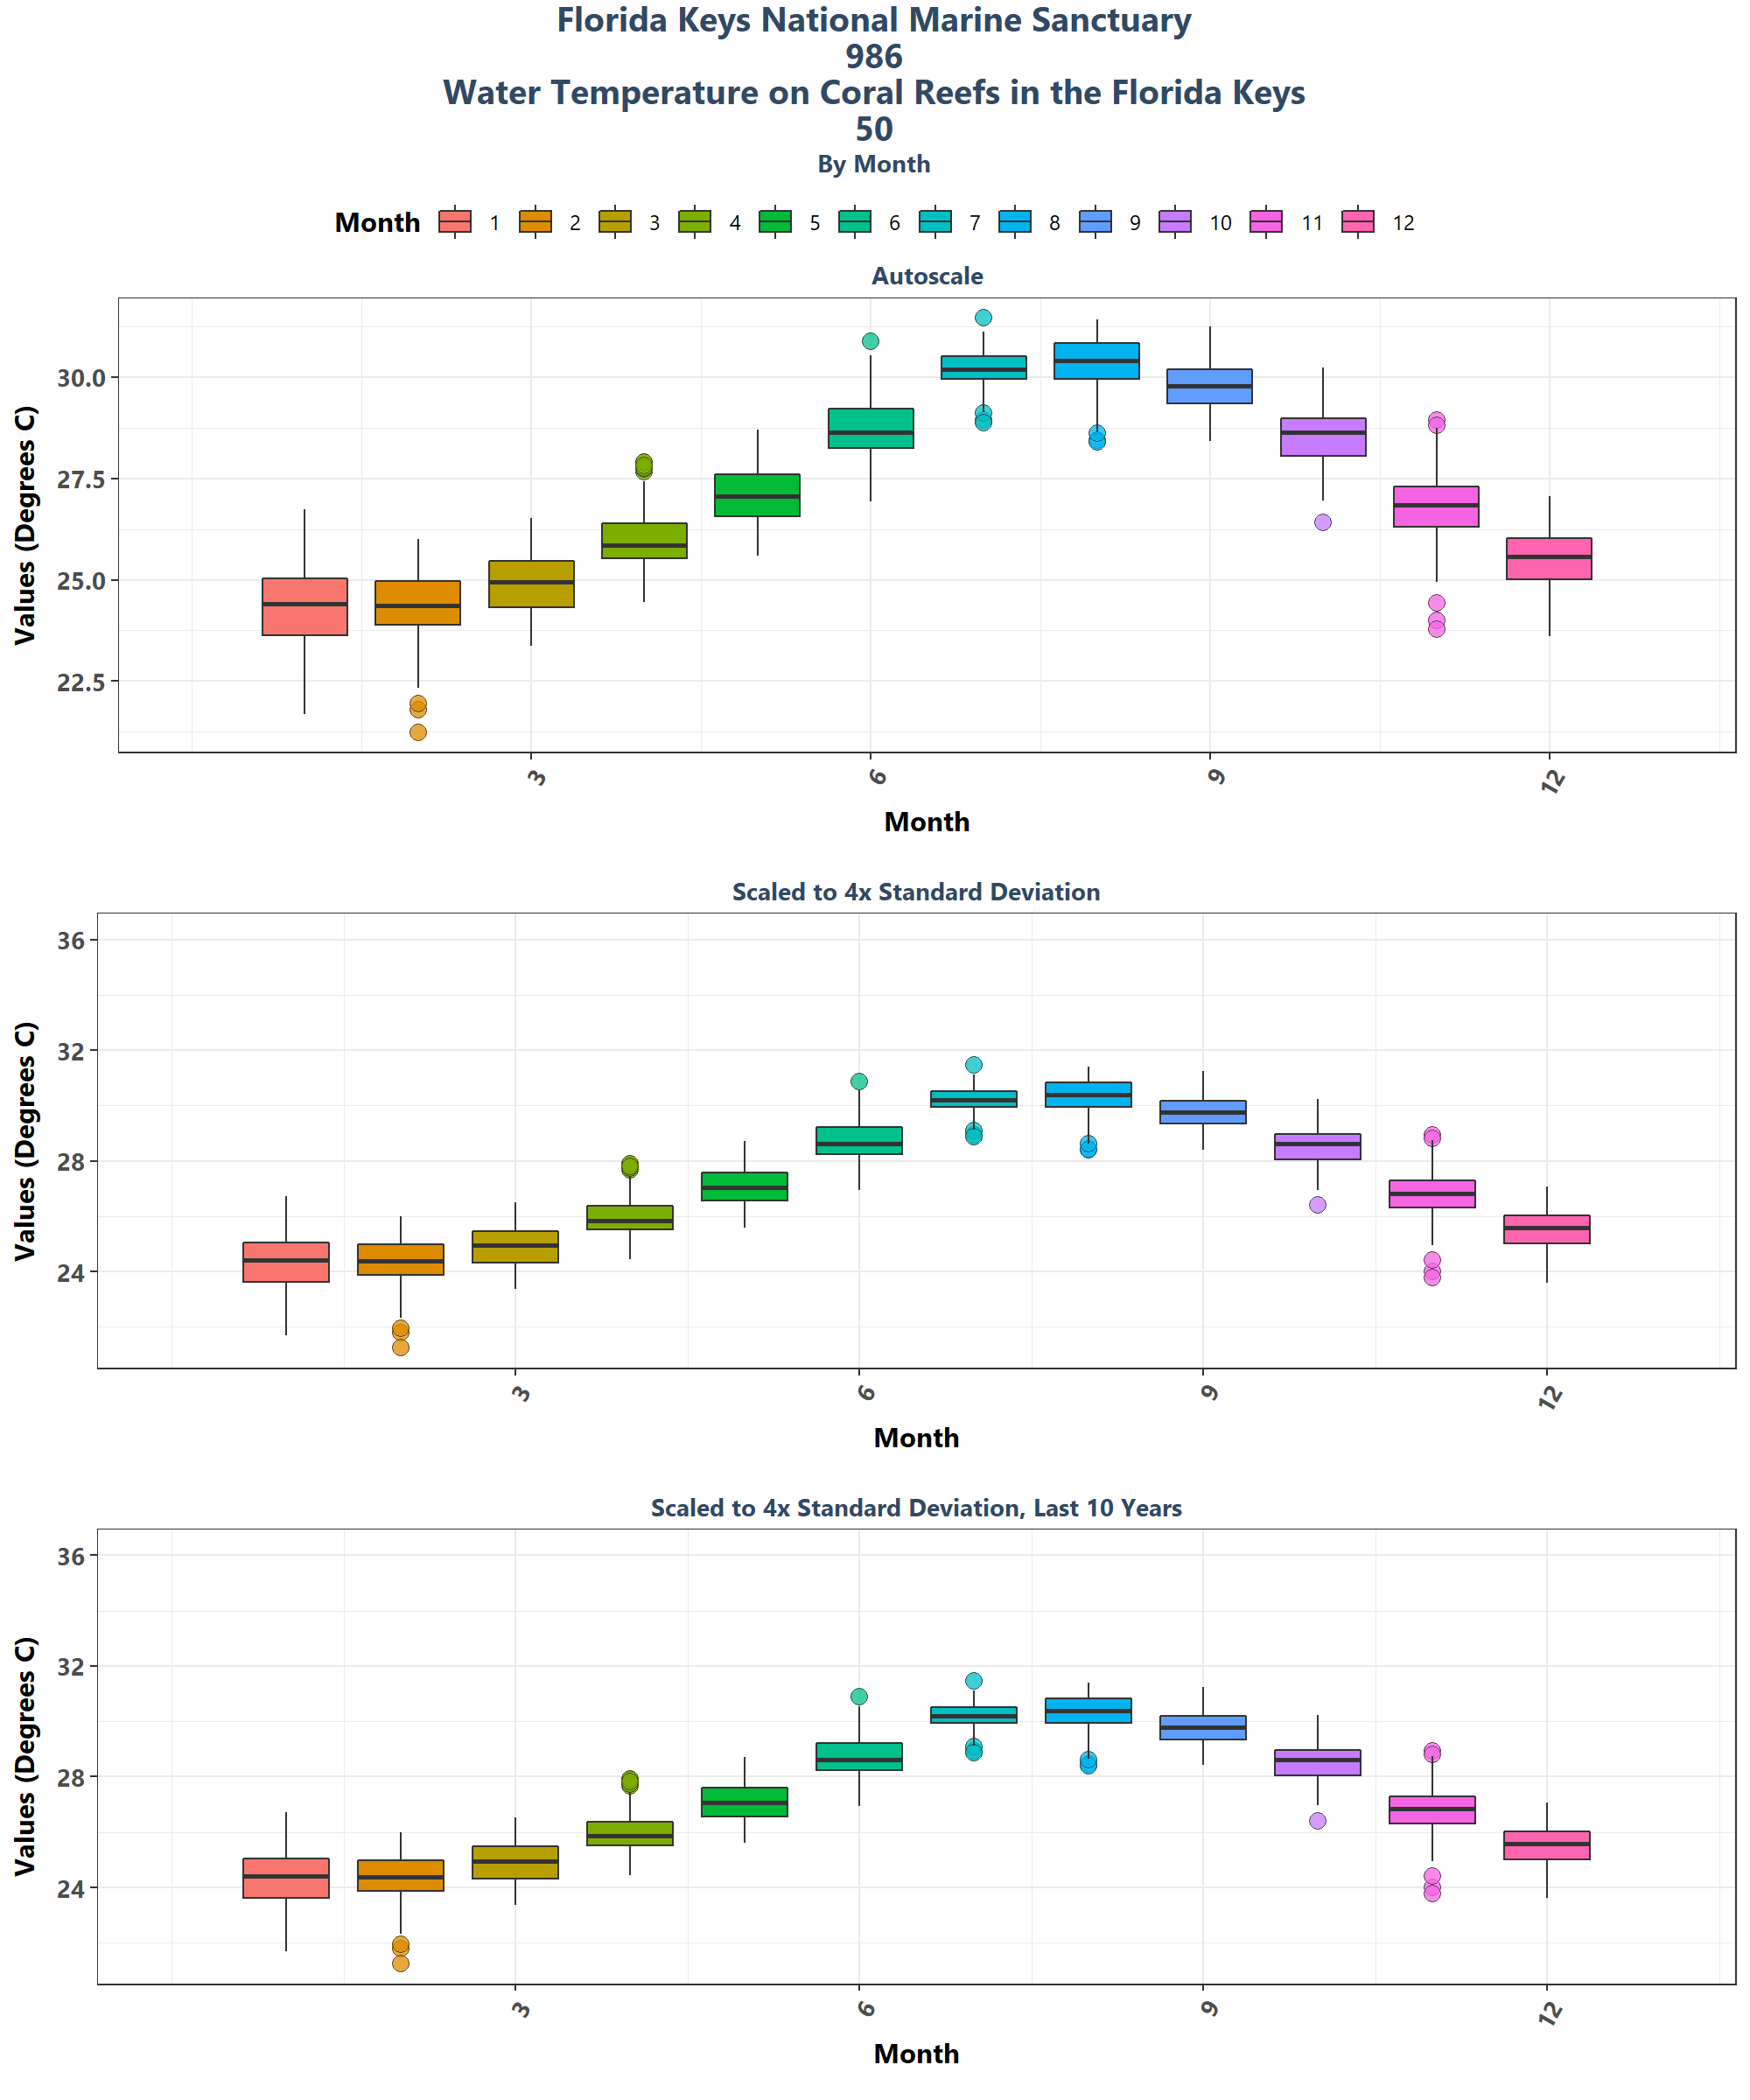 Florida Keys National Marine Sanctuary
986
Water Temperature on Coral Reefs in the Florida Keys
50
By Month
Month 1 2 3 4 5 6 7 8 9 10 11 12
Autoscale
Values (Degrees C)
30.0
27.5
25.0
22.5
3 6 9 12
Month
Scaled to 4x Standard Deviation
Values (Degrees C)
36
32
28
24
3 6 9 12
Month
Scaled to 4x Standard Deviation, Last 10 Years
Values (Degrees C)
36
32
28
24
3 6 9 12
Month